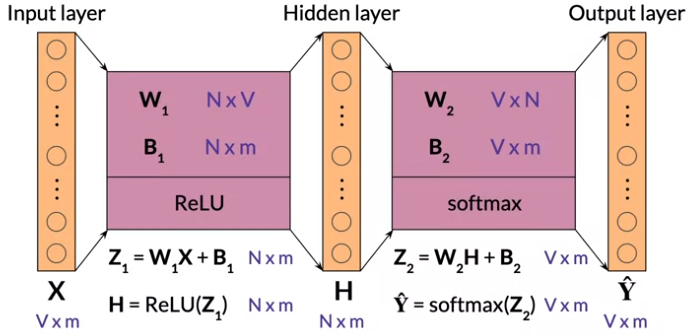 Input layer
Hidden layer
Output layer
W₁ N x V
B₁ N x m
ReLU
W₂ V x N
B₂ V x m
softmax
Z₁ = W₁X + B₁ N x m
Z₂ = W₂H + B₂ V x m
X
H = ReLU(Z₁) N x m
H
Ŷ = softmax(Z₂) V x m
Ŷ
V x m
N x m
V x m